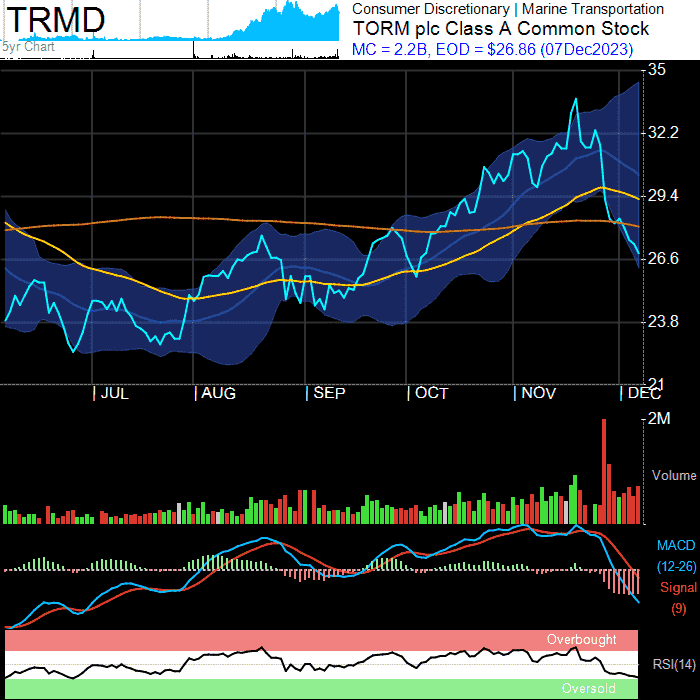 TRMD
5yr Chart
Consumer Discretionary | Marine Transportation
TORM plc Class A Common Stock
MC = 2.2B, EOD = $26.86 (07Dec2023)
35
32.2
29.4
26.6
23.8
21
JUL AUG SEP OCT NOV DEC
2M
Volume
MACD
(12-26)
Signal
(9)
Overbought
RSI(14)
Oversold